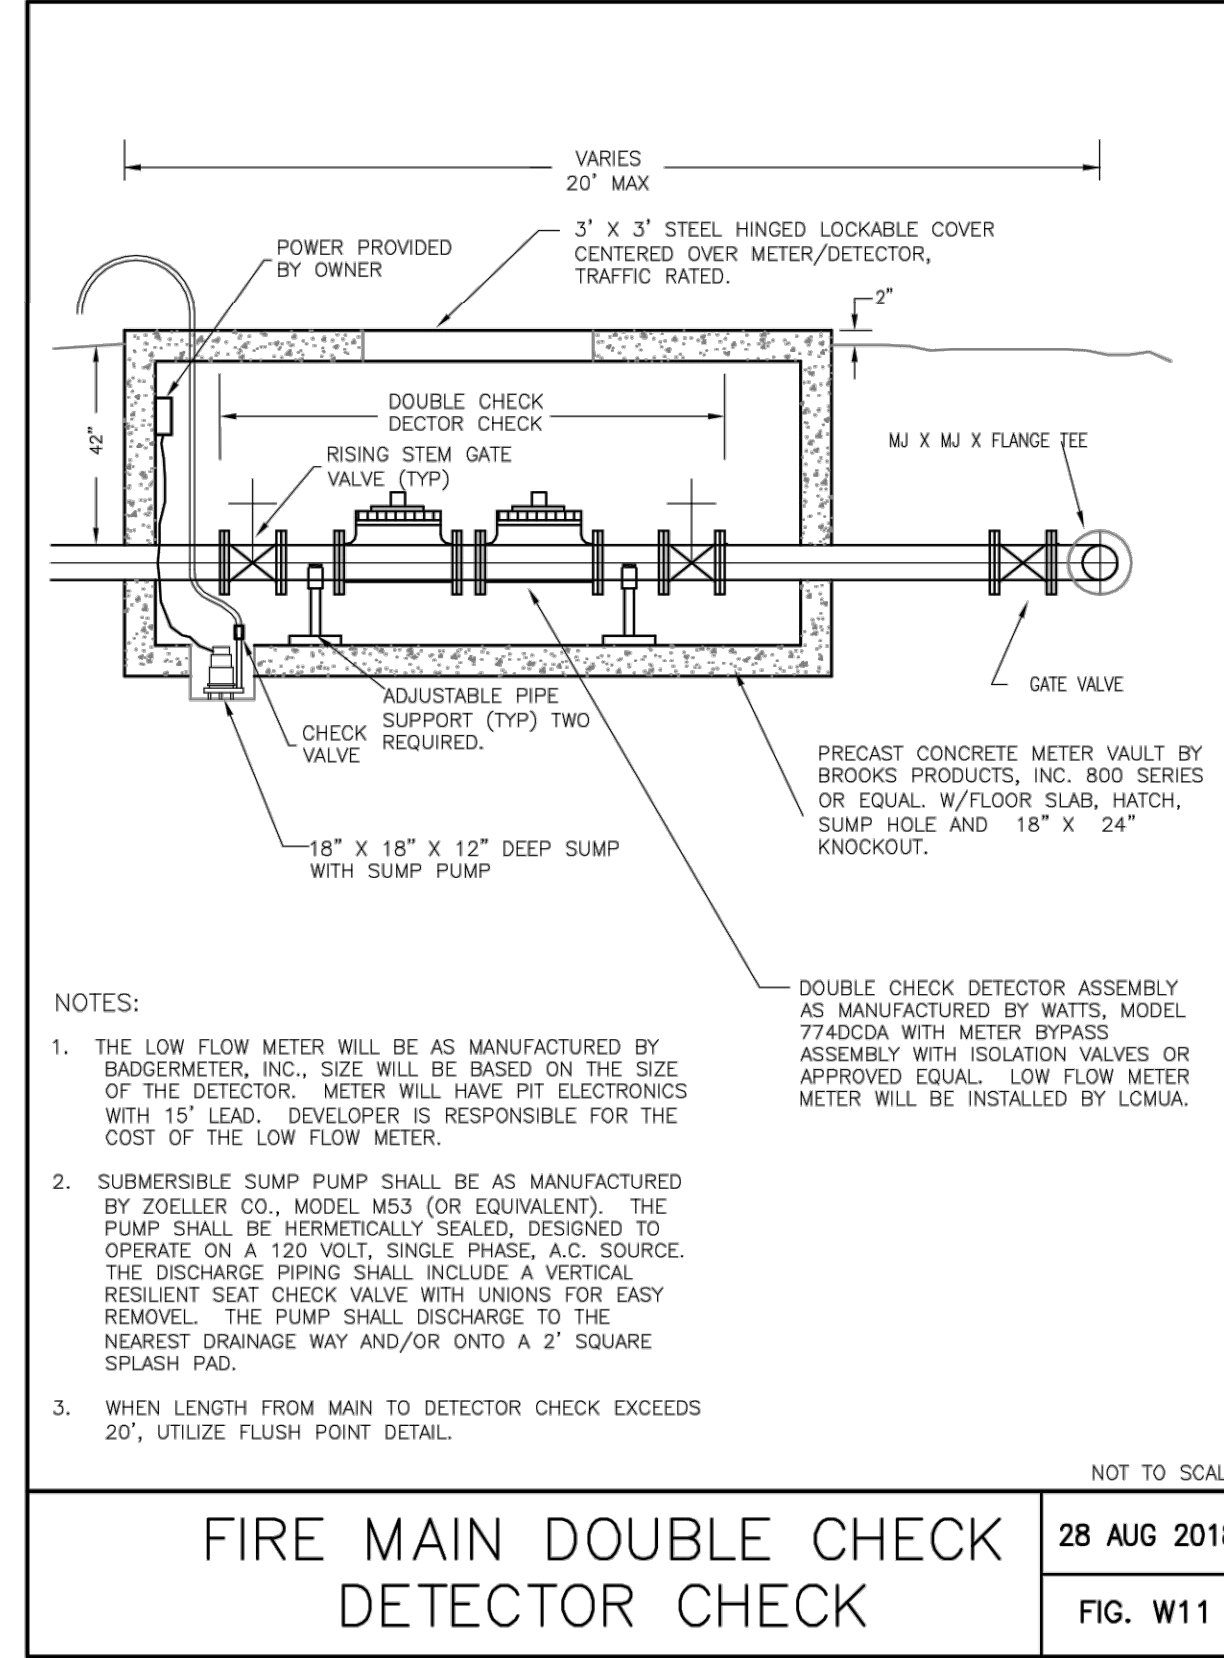 VARIES
20' MAX
3' X 3' STEEL HINGED LOCKABLE COVER
CENTERED OVER METER/DETECTOR,
TRAFFIC RATED.
POWER PROVIDED
BY OWNER
2"
42"
DOUBLE CHECK
DECTOR CHECK
RISING STEM GATE
VALVE (TYP)
MJ X MJ X FLANGE TEE
GATE VALVE
ADJUSTABLE PIPE
SUPPORT (TYP) TWO
REQUIRED.
CHECK
VALVE
PRECAST CONCRETE METER VAULT BY
BROOKS PRODUCTS, INC. 800 SERIES
OR EQUAL. W/FLOOR SLAB, HATCH,
SUMP HOLE AND 18" X 24"
KNOCKOUT.
18" X 18" X 12" DEEP SUMP
WITH SUMP PUMP
DOUBLE CHECK DETECTOR ASSEMBLY
AS MANUFACTURED BY WATTS, MODEL
774DCDA WITH METER BYPASS
ASSEMBLY WITH ISOLATION VALVES OR
APPROVED EQUAL. LOW FLOW METER
METER WILL BE INSTALLED BY LCMUA.
NOTES:
1. THE LOW FLOW METER WILL BE AS MANUFACTURED BY
BADGERMETER, INC., SIZE WILL BE BASED ON THE SIZE
OF THE DETECTOR. METER WILL HAVE PIT ELECTRONICS
WITH 15' LEAD. DEVELOPER IS RESPONSIBLE FOR THE
COST OF THE LOW FLOW METER.
2. SUBMERSIBLE SUMP PUMP SHALL BE AS MANUFACTURED
BY ZOELLER CO., MODEL M53 (OR EQUIVALENT). THE
PUMP SHALL BE HERMETICALLY SEALED, DESIGNED TO
OPERATE ON A 120 VOLT, SINGLE PHASE, A.C. SOURCE.
THE DISCHARGE PIPING SHALL INCLUDE A VERTICAL
RESILIENT SEAT CHECK VALVE WITH UNIONS FOR EASY
REMOVEL. THE PUMP SHALL DISCHARGE TO THE
NEAREST DRAINAGE WAY AND/OR ONTO A 2' SQUARE
SPLASH PAD.
3. WHEN LENGTH FROM MAIN TO DETECTOR CHECK EXCEEDS
20', UTILIZE FLUSH POINT DETAIL.
NOT TO SCAL
FIRE MAIN DOUBLE CHECK
DETECTOR CHECK
28 AUG 2018
FIG. W11